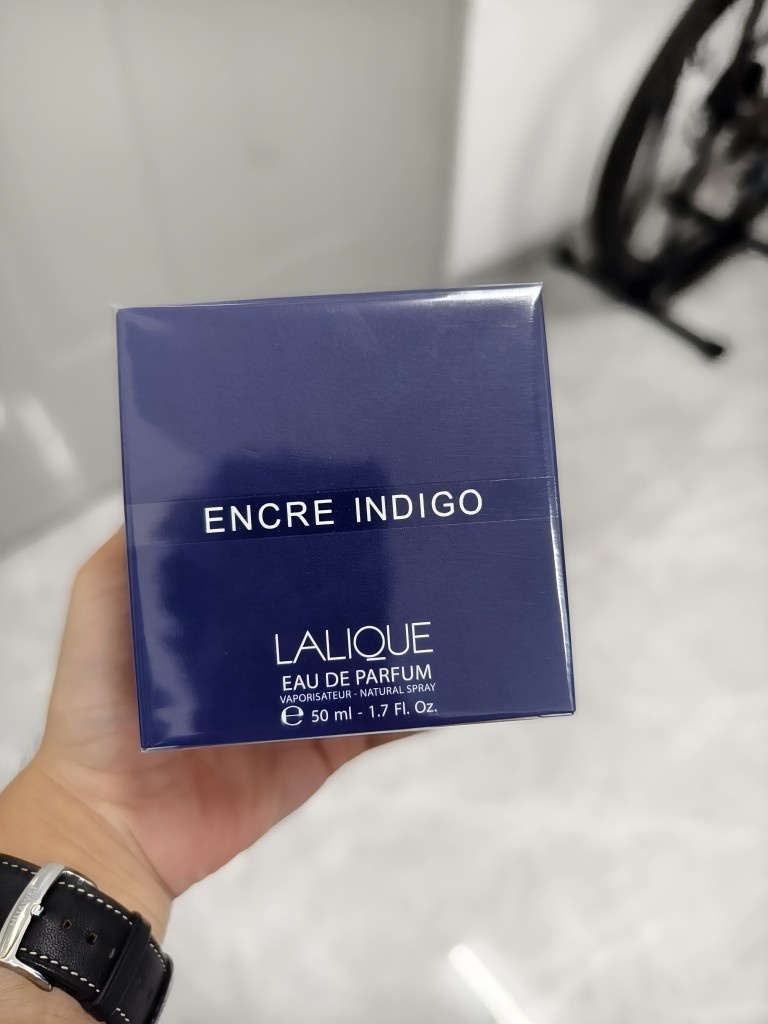 ENCRE INDIGO
LALIQUE
EAU DE PARFUM
VAPORISATEUR - NATURAL SPRAY
℮ 50 ml - 1.7 Fl. Oz.